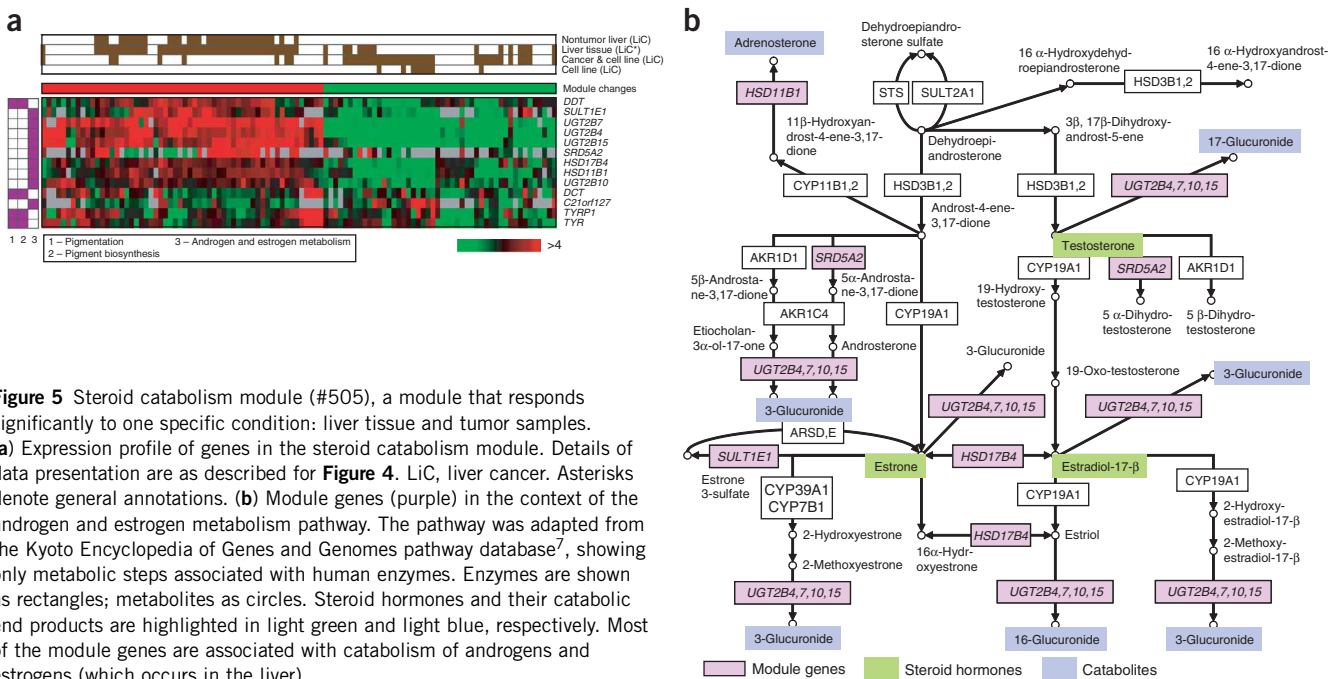 a
Nontumor liver (LiC)
Liver tissue (LiC*)
Cancer & cell line (LiC)
Cell line (LiC)
Module changes
DDT
SULT1E1
UGT2B7
UGT2B4
UGT2B15
SRD5A2
HSD17B4
HSD11B1
UGT2B10
DCT
C21orf127
TYRP1
TYR
1 2 3
1 – Pigmentation
3 – Androgen and estrogen metabolism
2 – Pigment biosynthesis
>4
Figure 5 Steroid catabolism module (#505), a module that responds
significantly to one specific condition: liver tissue and tumor samples.
(a) Expression profile of genes in the steroid catabolism module. Details of
data presentation are as described for Figure 4. LiC, liver cancer. Asterisks
denote general annotations. (b) Module genes (purple) in the context of the
androgen and estrogen metabolism pathway. The pathway was adapted from
the Kyoto Encyclopedia of Genes and Genomes pathway database7, showing
only metabolic steps associated with human enzymes. Enzymes are shown
as rectangles; metabolites as circles. Steroid hormones and their catabolic
end products are highlighted in light green and light blue, respectively. Most
of the module genes are associated with catabolism of androgens and
estrogens (which occurs in the liver).
b
Adrenosterone
Dehydroepiandro-
sterone sulfate
16 α-Hydroxydehyd-
roepiandrosterone
16 α-Hydroxyandrost-
4-ene-3,17-dione
HSD11B1
STS
SULT2A1
HSD3B1,2
11β-Hydroxyan-
drost-4-ene-3,17-
dione
Dehydroepi-
androsterone
3β, 17β-Dihydroxy-
androst-5-ene
17-Glucuronide
CYP11B1,2
HSD3B1,2
HSD3B1,2
UGT2B4,7,10,15
Androst-4-ene-
3,17-dione
Testosterone
AKR1D1
SRD5A2
CYP19A1
SRD5A2
AKR1D1
5β-Androsta-
ne-3,17-dione
5α-Androsta-
ne-3,17-dione
19-Hydroxy-
testosterone
AKR1C4
CYP19A1
5 α-Dihydro-
testosterone
5 β-Dihydro-
testosterone
Etiocholan-
3α-ol-17-one
Androsterone
3-Glucuronide
19-Oxo-testosterone
3-Glucuronide
UGT2B4,7,10,15
UGT2B4,7,10,15
UGT2B4,7,10,15
3-Glucuronide
ARSD,E
SULT1E1
Estrone
HSD17B4
Estradiol-17-β
Estrone
3-sulfate
CYP39A1
CYP7B1
CYP19A1
CYP19A1
2-Hydroxy-
estradiol-17-β
2-Hydroxyestrone
HSD17B4
Estriol
16α-Hydr-
oxyestrone
2-Methoxy-
estradiol-17-β
2-Methoxyestrone
UGT2B4,7,10,15
UGT2B4,7,10,15
UGT2B4,7,10,15
3-Glucuronide
16-Glucuronide
3-Glucuronide
Module genes
Steroid hormones
Catabolites